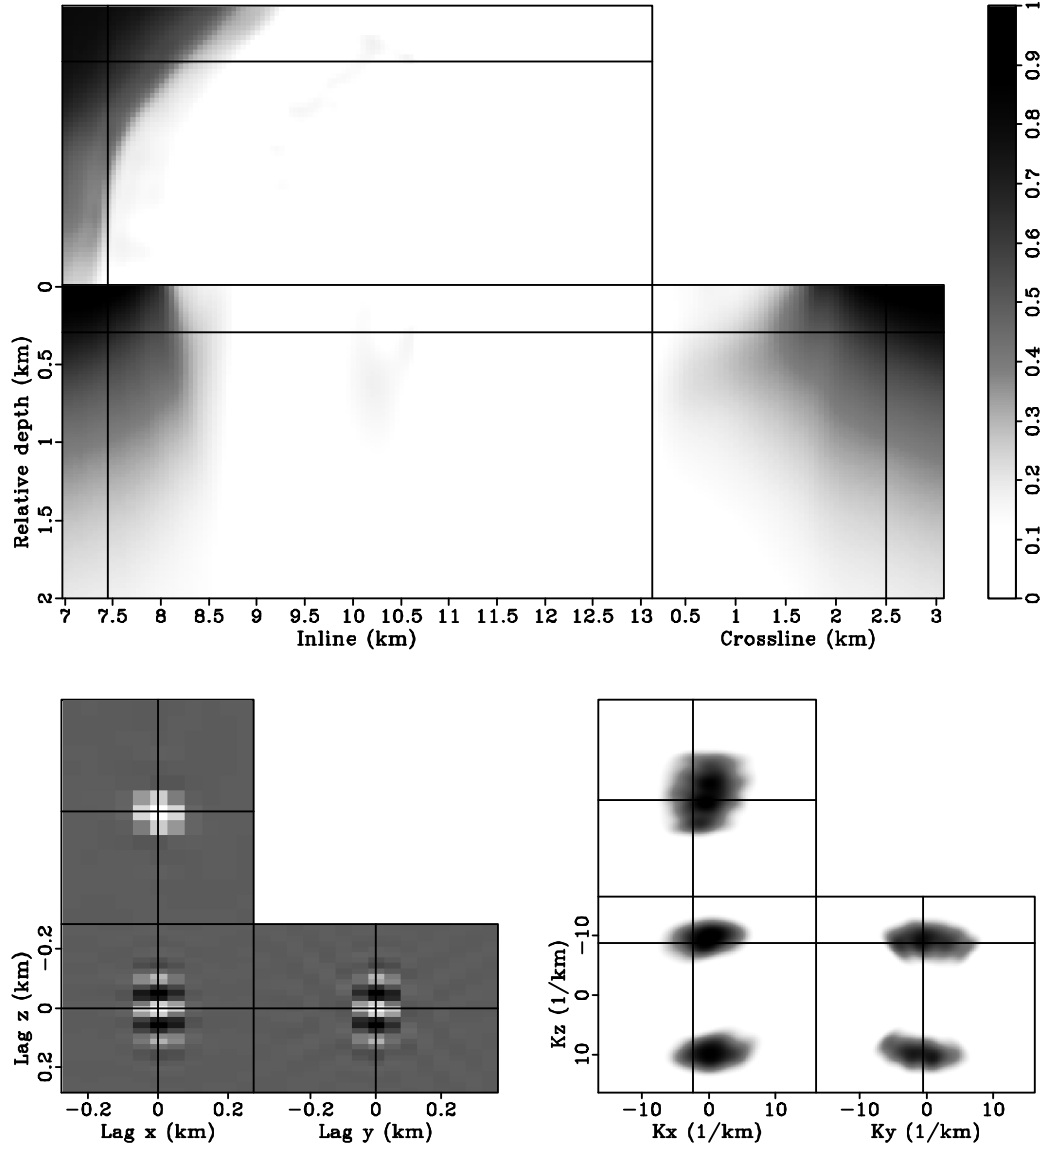 0 0.5 1 1.5 2
Relative depth (km)
7 7.5 8 8.5 9 9.5 10 10.5 11 11.5 12 12.5 13
Inline (km)
0.5 1 1.5 2 2.5 3
Crossline (km)
0 0.1 0.2 0.3 0.4 0.5 0.6 0.7 0.8 0.9 1
−0.2 0 0.2
Lag z (km)
−0.2 0 0.2
Lag x (km)
−0.2 0 0.2
Lag y (km)
−10 0 10
Kz (1/km)
−10 0 10
Kx (1/km)
−10 0 10
Ky (1/km)